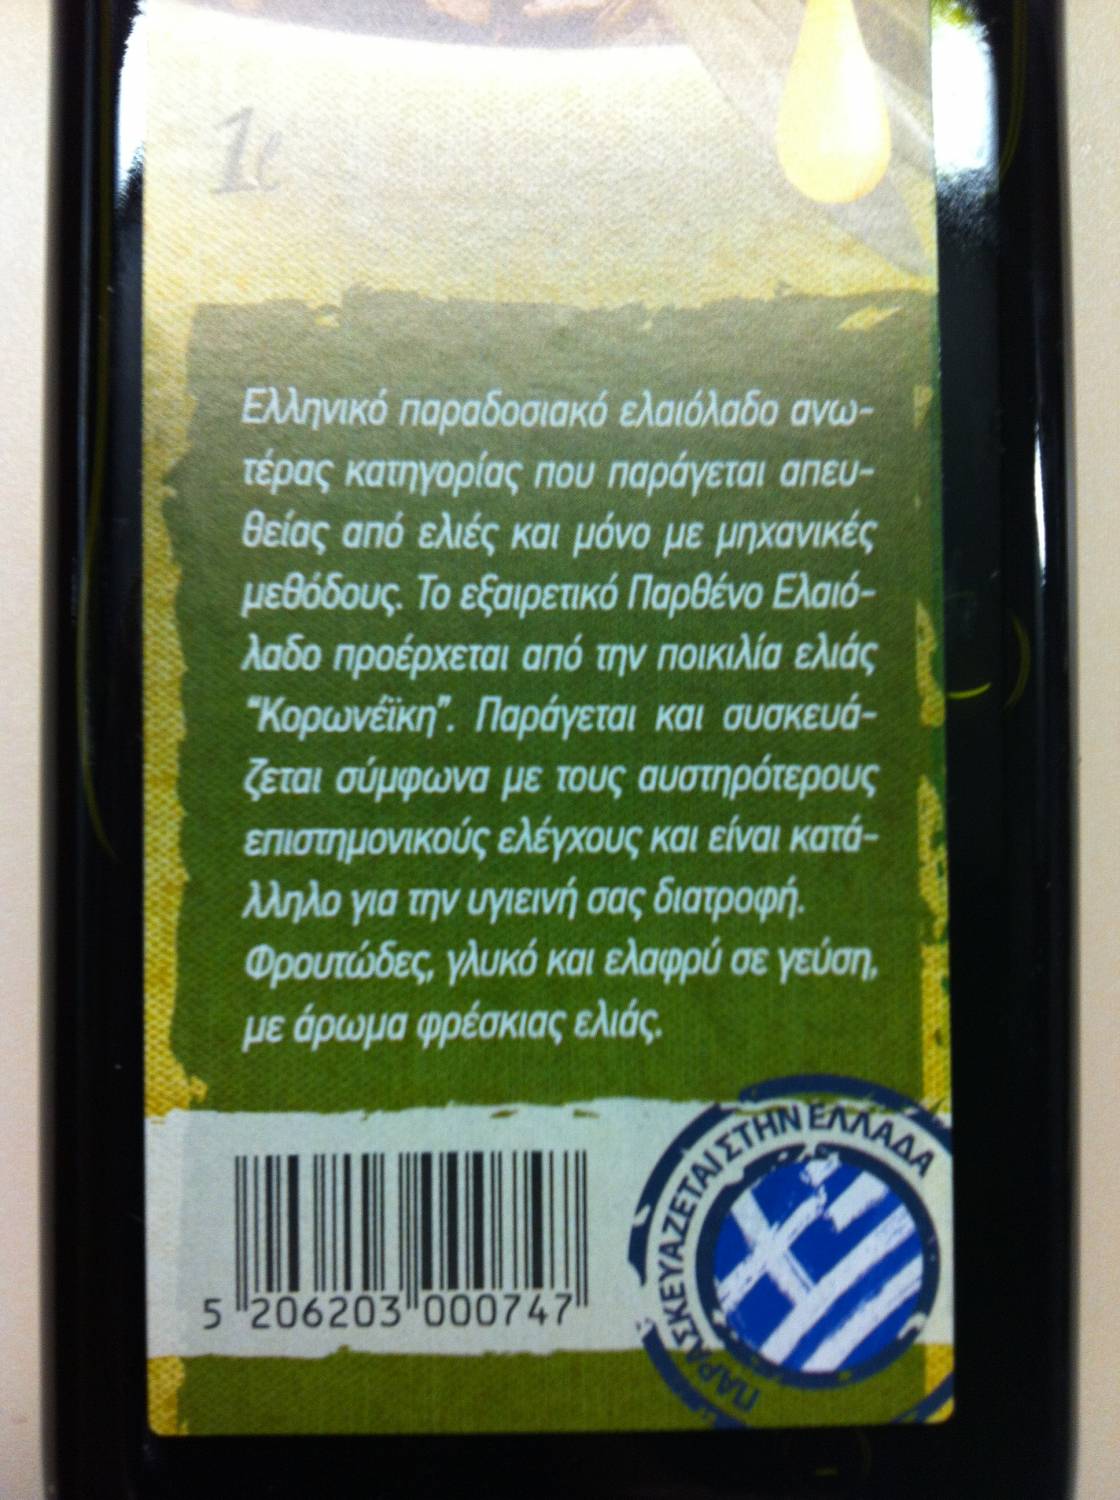 1ℓ
Ελληνικό παραδοσιακό ελαιόλαδο ανω-
τέρας κατηγορίας που παράγεται απευ-
θείας από ελιές και μόνο με μηχανικές
μεθόδους. Το εξαιρετικό Παρθένο Ελαιό-
λαδο προέρχεται από την ποικιλία ελιάς
“Κορωνέϊκη”. Παράγεται και συσκευά-
ζεται σύμφωνα με τους αυστηρότερους
επιστημονικούς ελέγχους και είναι κατά-
λληλο για την υγιεινή σας διατροφή.
Φρουτώδες, γλυκό και ελαφρύ σε γεύση,
με άρωμα φρέσκιας ελιάς.
5 206203 000747
ΠΑΡΑΣΚΕΥΑΖΕΤΑΙ ΣΤΗΝ ΕΛΛΑΔΑ